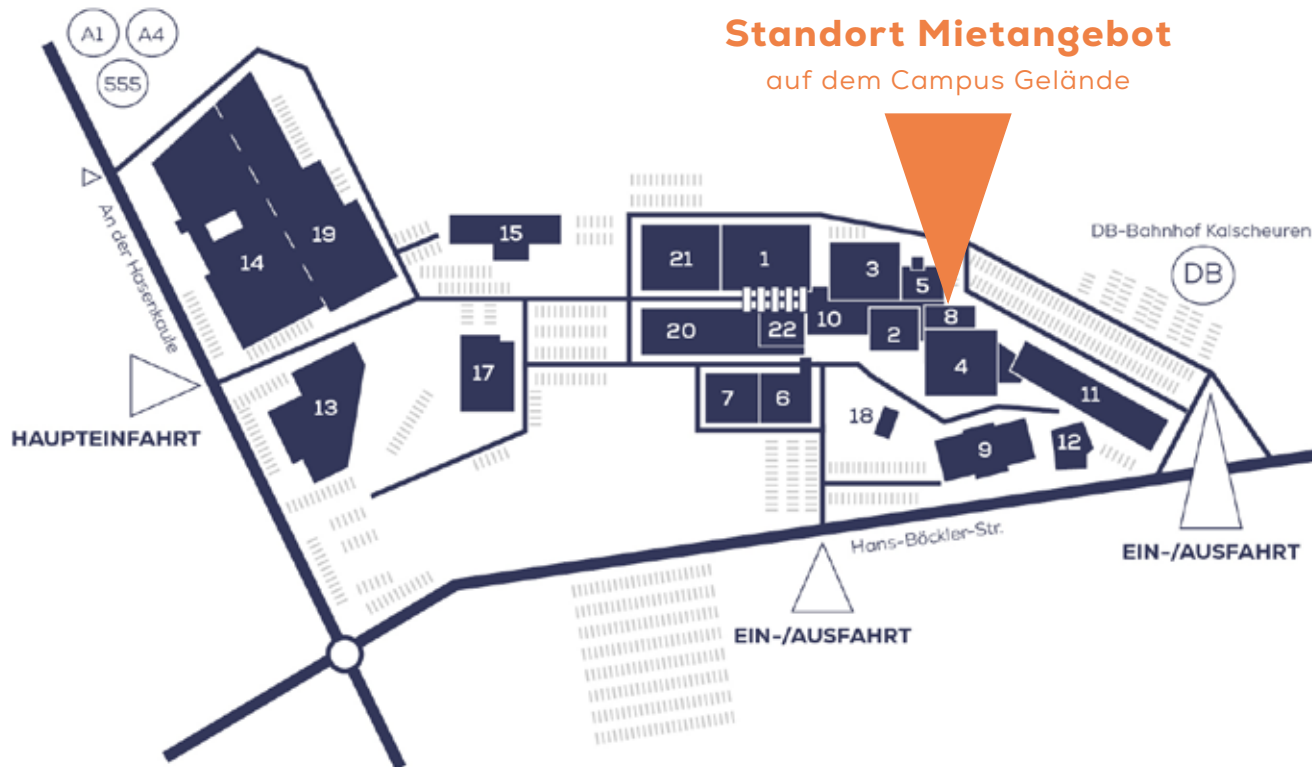 A1
A4
555
Standort Mietangebot
auf dem Campus Gelände
An der Hasenkaule
19
14
15
21
1
3
5
DB-Bahnhof Kalscheuren
DB
8
10
2
20
22
4
17
7
6
11
13
18
9
12
HAUPTEINFAHRT
Hans-Böckler-Str.
EIN-/AUSFAHRT
EIN-/AUSFAHRT